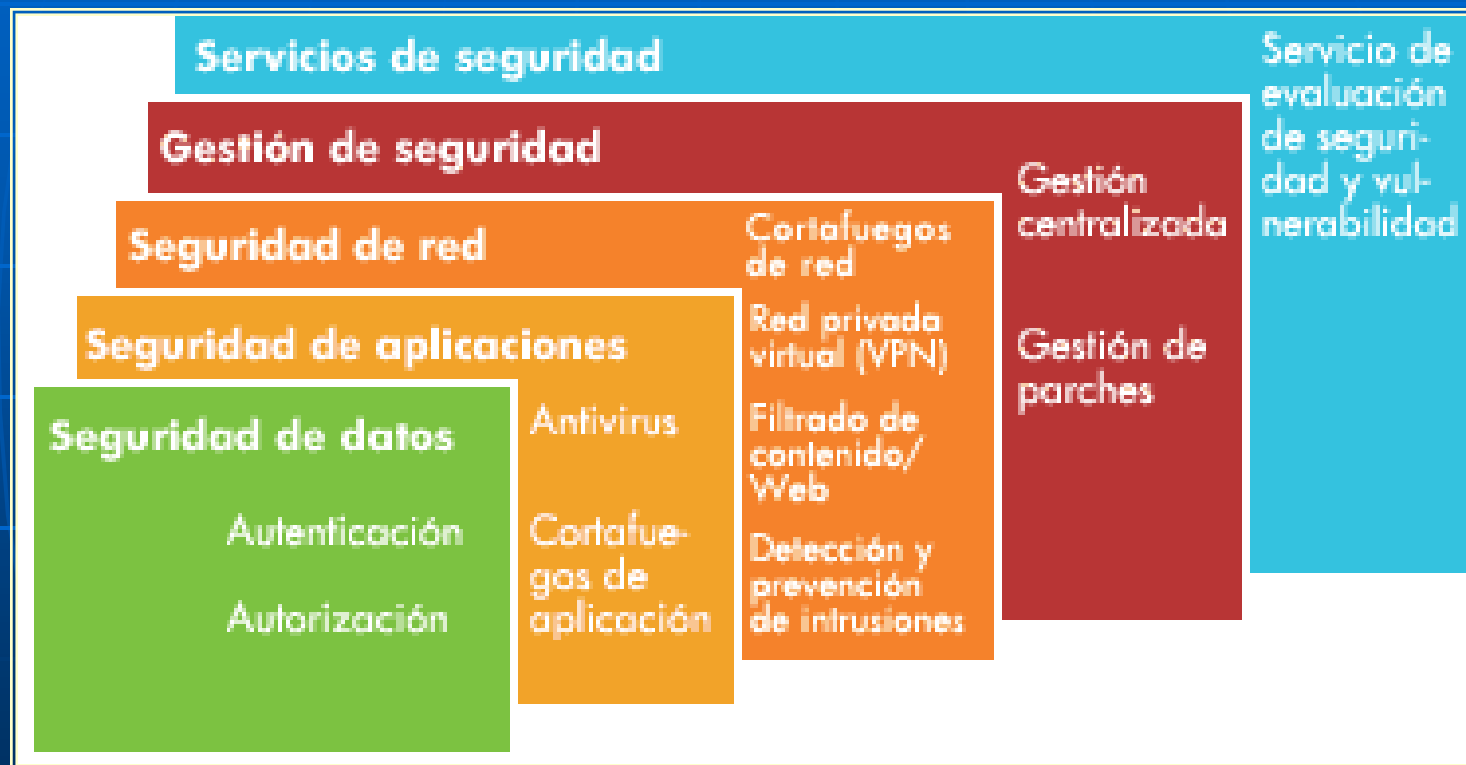 Servicios de seguridad
Servicio de
evaluación
de seguri-
dad y vul-
nerabilidad
Gestión de seguridad
Gestión
centralizada
Gestión de
parches
Seguridad de red
Cortafuegos
de red
Red privada
virtual (VPN)
Filtrado de
contenido/
Web
Detección y
prevención
de intrusiones
Seguridad de aplicaciones
Antivirus
Cortafue-
gos de
aplicación
Seguridad de datos
Autenticación
Autorización